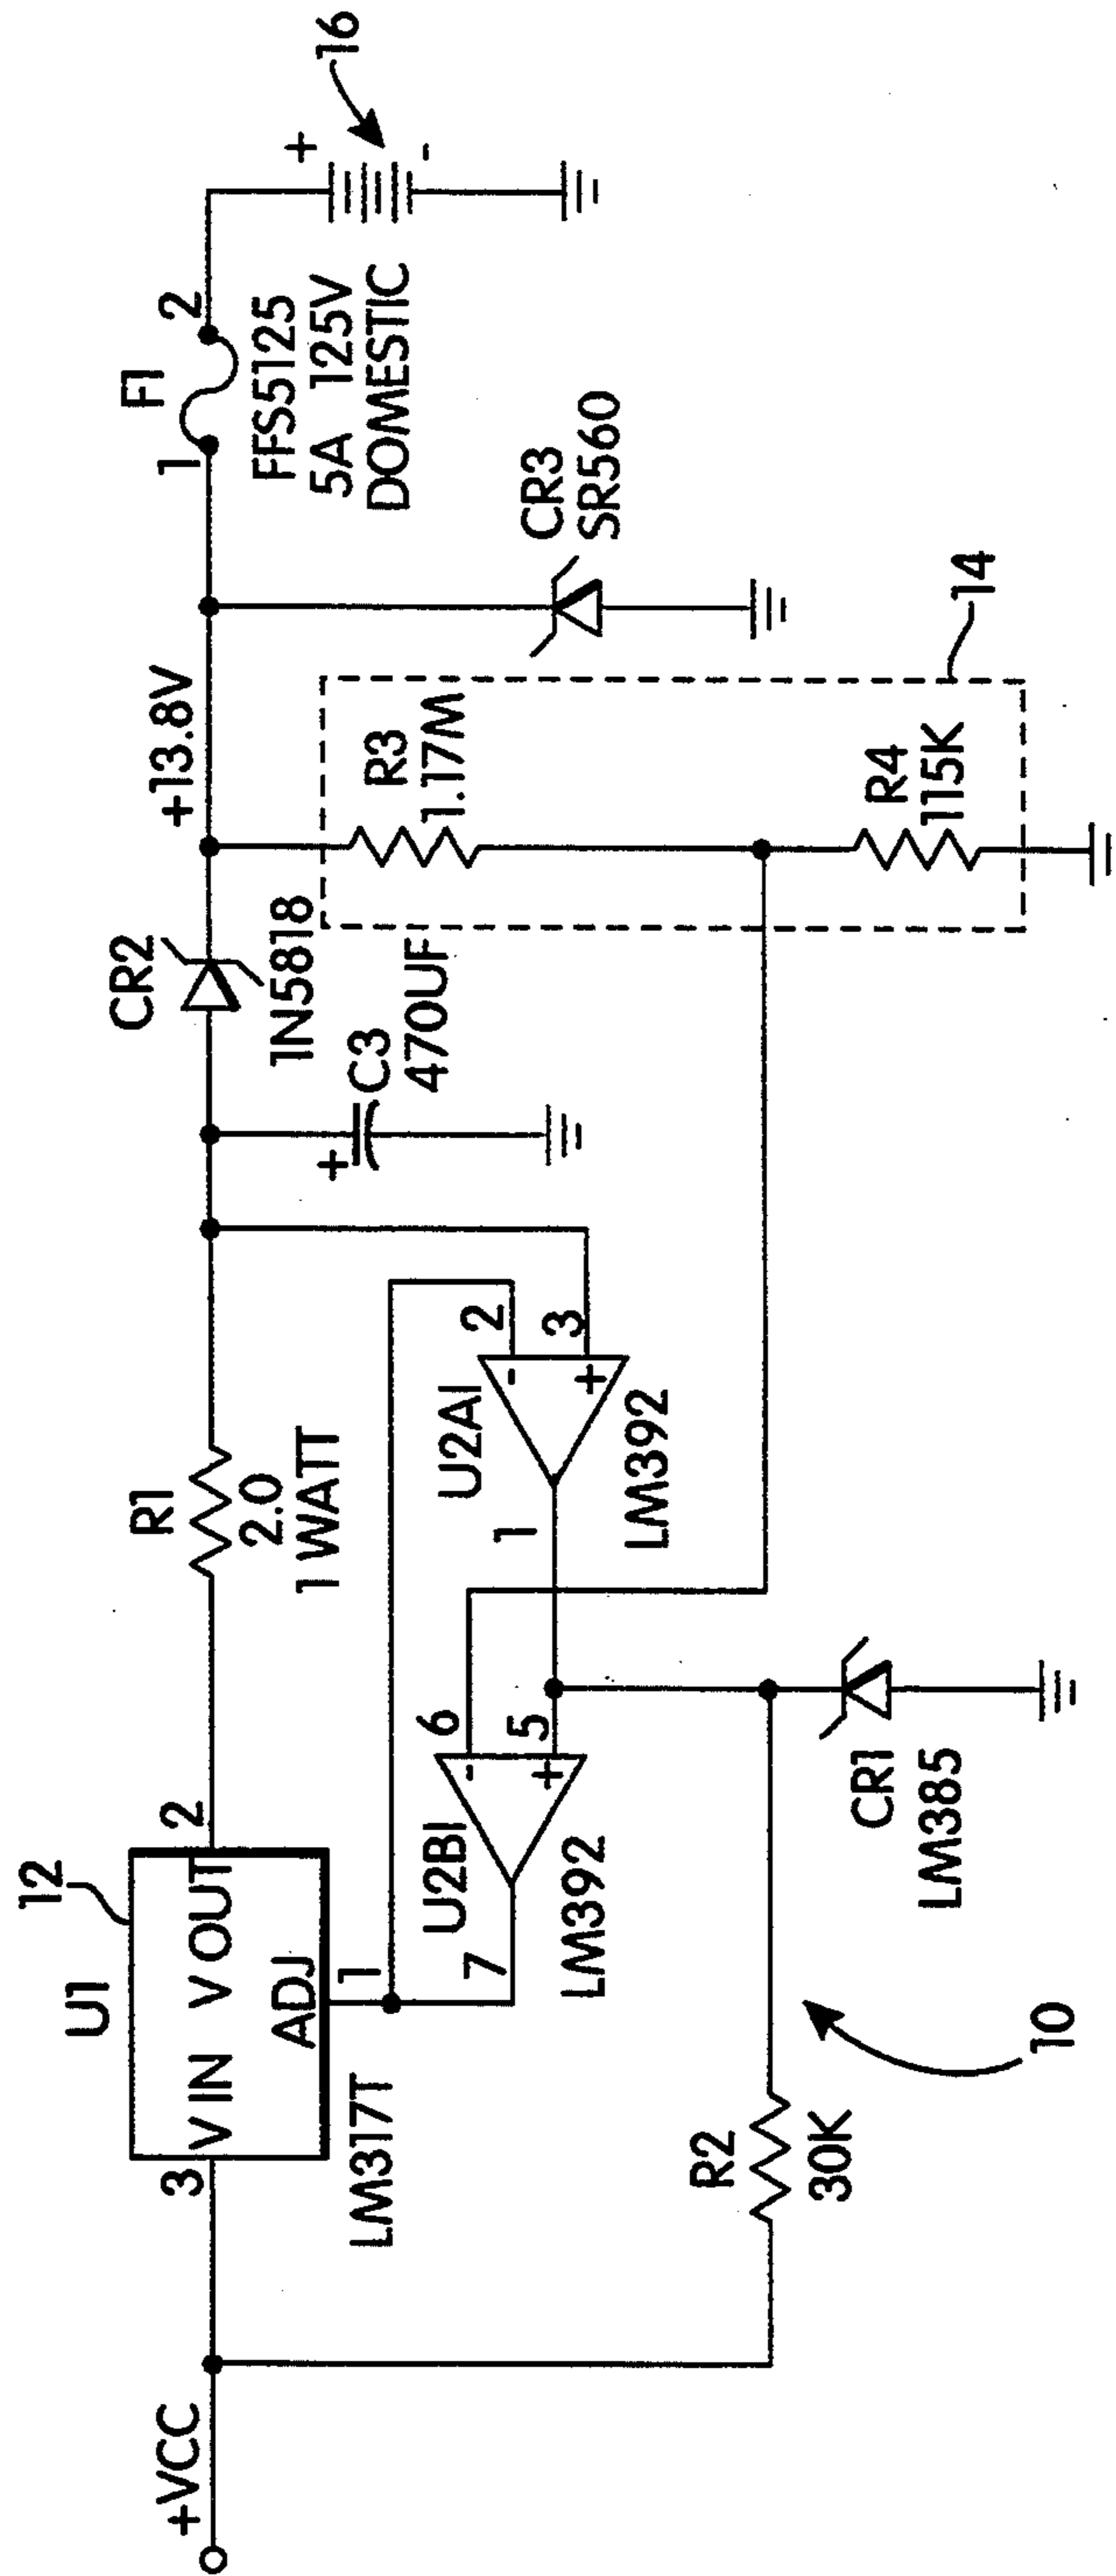 +VCC
U1
12
3
V IN
V OUT
2
ADJ
1
LM317T
R1
2.0
1 WATT
CR2
1N5818
+
C3
470UF
+13.8V
F1
1
2
FFS5125
5A 125V
DOMESTIC
+
-
16
CR3
SR560
R3
1.17M
R4
115K
14
U2AI
2
-
3
+
1
LM392
U2BI
6
-
5
+
7
LM392
R2
30K
CR1
LM385
10